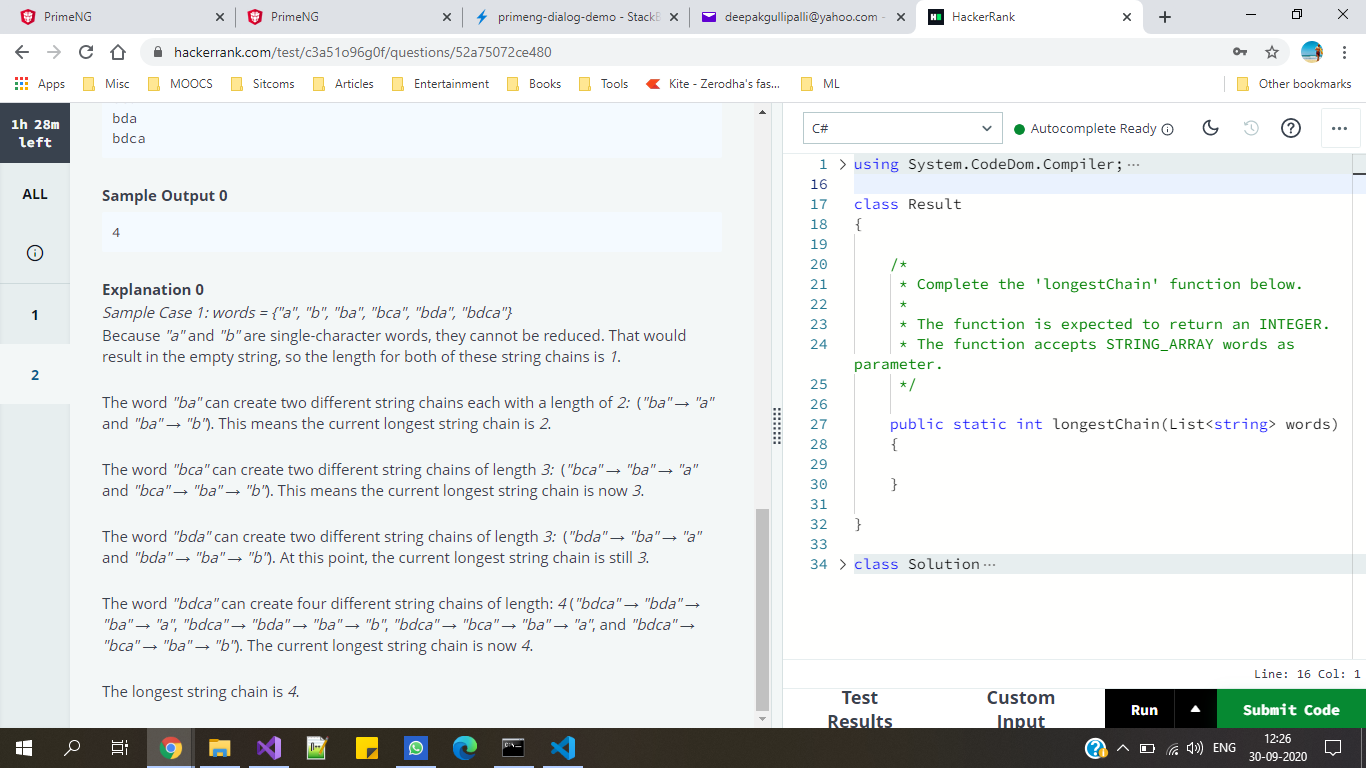 PrimeNG
PrimeNG
primeng-dialog-demo - StackB
deepakgullipalli@yahoo.com -
HackerRank
hackerrank.com/test/c3a51o96g0f/questions/52a75072ce480
Apps Misc MOOCS Sitcoms Articles Entertainment Books Tools Kite - Zerodha's fas... ML Other bookmarks
1h 28m
left
ALL
1
2
bda
bdca
Sample Output 0
4
Explanation 0
Sample Case 1: words = {"a", "b", "ba", "bca", "bda", "bdca"}
Because "a" and "b" are single-character words, they cannot be reduced. That would
result in the empty string, so the length for both of these string chains is 1.
The word "ba" can create two different string chains each with a length of 2: ("ba" → "a"
and "ba" → "b"). This means the current longest string chain is 2.
The word "bca" can create two different string chains of length 3: ("bca" → "ba" → "a"
and "bca" → "ba" → "b"). This means the current longest string chain is now 3.
The word "bda" can create two different string chains of length 3: ("bda" → "ba" → "a"
and "bda" → "ba" → "b"). At this point, the current longest string chain is still 3.
The word "bdca" can create four different string chains of length: 4 ("bdca" → "bda" →
"ba" → "a", "bdca" → "bda" → "ba" → "b", "bdca" → "bca" → "ba" → "a", and "bdca" →
"bca" → "ba" → "b"). The current longest string chain is now 4.
The longest string chain is 4.
C#
Autocomplete Ready
1 using System.CodeDom.Compiler; ···
16
17 class Result
18 {
19
20 /*
21 * Complete the 'longestChain' function below.
22 *
23 * The function is expected to return an INTEGER.
24 * The function accepts STRING_ARRAY words as
parameter.
25 */
26
27 public static int longestChain(List<string> words)
28 {
29
30 }
31
32 }
33
34 class Solution ···
Line: 16 Col: 1
Test
Results
Custom
Input
Run
Submit Code
ENG
12:26
30-09-2020